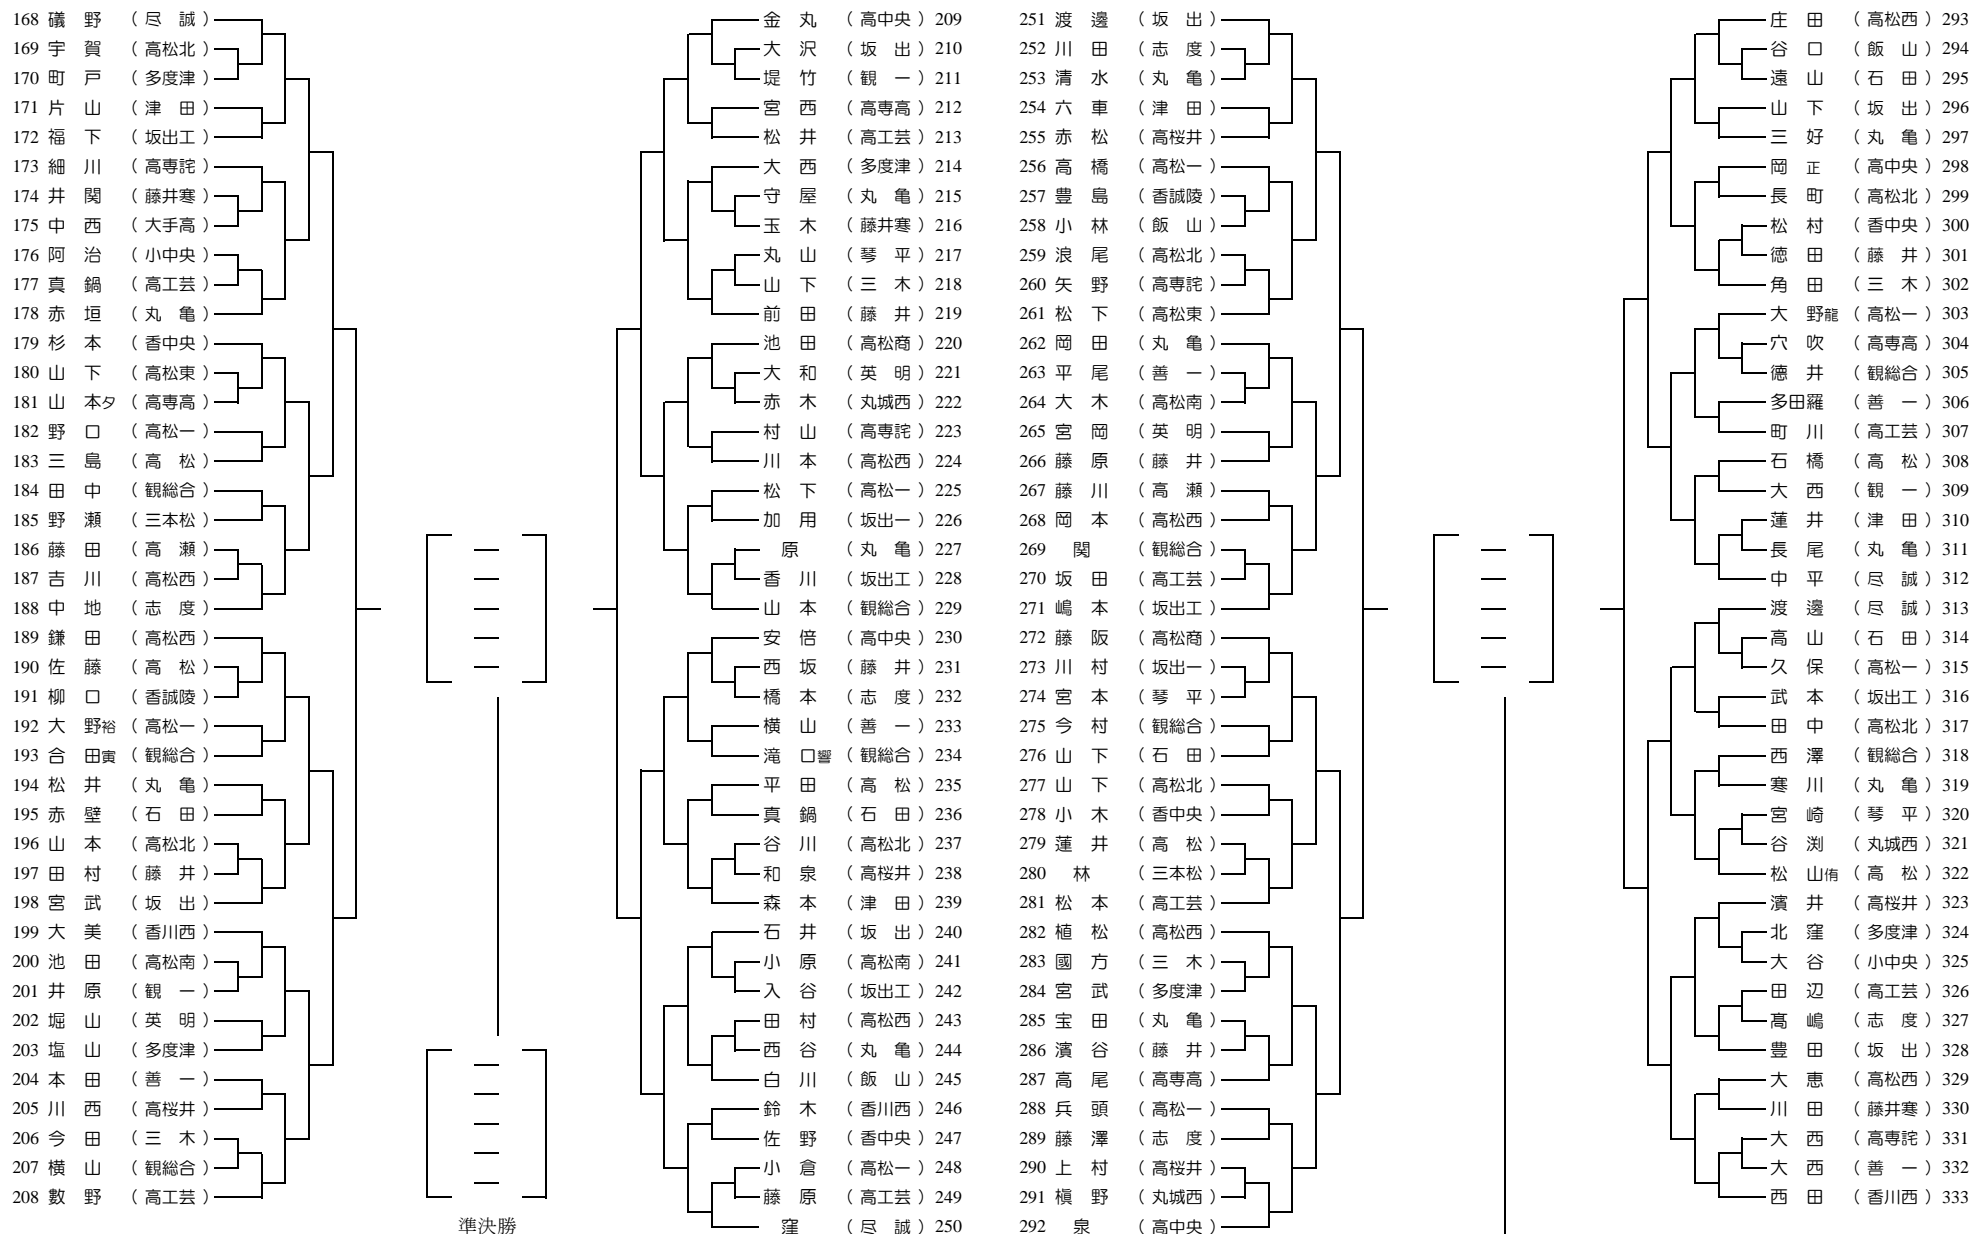 168 礒 野 （尽 誠）
169 宇 賀 （高松北）
170 町 戸 （多度津）
171 片 山 （津 田）
172 福 下 （坂出工）
173 細 川 （高専詫）
174 井 関 （藤井寒）
175 中 西 （大手高）
176 阿 治 （小中央）
177 真 鍋 （高工芸）
178 赤 垣 （丸 亀）
179 杉 本 （香中央）
180 山 下 （高松東）
181 山 本夕 （高専高）
182 野 口 （高松一）
183 三 島 （高 松）
184 田 中 （観総合）
185 野 瀬 （三本松）
186 藤 田 （高 瀬）
187 吉 川 （高松西）
188 中 地 （志 度）
189 鎌 田 （高松西）
190 佐 藤 （高 松）
191 柳 口 （香誠陵）
192 大 野裕 （高松一）
193 合 田寅 （観総合）
194 松 井 （丸 亀）
195 赤 壁 （石 田）
196 山 本 （高松北）
197 田 村 （藤 井）
198 宮 武 （坂 出）
199 大 美 （香川西）
200 池 田 （高松南）
201 井 原 （観 一）
202 堀 山 （英 明）
203 塩 山 （多度津）
204 本 田 （善 一）
205 川 西 （高桜井）
206 今 田 （三 木）
207 横 山 （観総合）
208 數 野 （高工芸）
準決勝
金 丸 （高中央） 209
大 沢 （坂 出） 210
堤 竹 （観 一） 211
宮 西 （高専高） 212
松 井 （高工芸） 213
大 西 （多度津） 214
守 屋 （丸 亀） 215
玉 木 （藤井寒） 216
丸 山 （琴 平） 217
山 下 （三 木） 218
前 田 （藤 井） 219
池 田 （高松商） 220
大 和 （英 明） 221
赤 木 （丸城西） 222
村 山 （高専詫） 223
川 本 （高松西） 224
松 下 （高松一） 225
加 用 （坂出一） 226
原 （丸 亀） 227
香 川 （坂出工） 228
山 本 （観総合） 229
安 倍 （高中央） 230
西 坂 （藤 井） 231
橋 本 （志 度） 232
横 山 （善 一） 233
滝 口響 （観総合） 234
平 田 （高 松） 235
真 鍋 （石 田） 236
谷 川 （高松北） 237
和 泉 （高桜井） 238
森 本 （津 田） 239
石 井 （坂 出） 240
小 原 （高松南） 241
入 谷 （坂出工） 242
田 村 （高松西） 243
西 谷 （丸 亀） 244
白 川 （飯 山） 245
鈴 木 （香川西） 246
佐 野 （香中央） 247
小 倉 （高松一） 248
藤 原 （高工芸） 249
窪 （尽 誠） 250
251 渡 邊 （坂 出）
252 川 田 （志 度）
253 清 水 （丸 亀）
254 六 車 （津 田）
255 赤 松 （高桜井）
256 高 橋 （高松一）
257 豊 島 （香誠陵）
258 小 林 （飯 山）
259 浪 尾 （高松北）
260 矢 野 （高専詫）
261 松 下 （高松東）
262 岡 田 （丸 亀）
263 平 尾 （善 一）
264 大 木 （高松南）
265 宮 岡 （英 明）
266 藤 原 （藤 井）
267 藤 川 （高 瀬）
268 岡 本 （高松西）
269 関 （観総合）
270 坂 田 （高工芸）
271 嶋 本 （坂出工）
272 藤 阪 （高松商）
273 川 村 （坂出一）
274 宮 本 （琴 平）
275 今 村 （観総合）
276 山 下 （石 田）
277 山 下 （高松北）
278 小 木 （香中央）
279 蓮 井 （高 松）
280 林 （三本松）
281 松 本 （高工芸）
282 植 松 （高松西）
283 國 方 （三 木）
284 宮 武 （多度津）
285 宝 田 （丸 亀）
286 濱 谷 （藤 井）
287 高 尾 （高専高）
288 兵 頭 （高松一）
289 藤 澤 （志 度）
290 上 村 （高桜井）
291 槇 野 （丸城西）
292 泉 （高中央）
庄 田 （高松西） 293
谷 口 （飯 山） 294
遠 山 （石 田） 295
山 下 （坂 出） 296
三 好 （丸 亀） 297
岡 正 （高中央） 298
長 町 （高松北） 299
松 村 （香中央） 300
徳 田 （藤 井） 301
角 田 （三 木） 302
大 野龍 （高松一） 303
穴 吹 （高専高） 304
德 井 （観総合） 305
多田羅 （善 一） 306
町 川 （高工芸） 307
石 橋 （高 松） 308
大 西 （観 一） 309
蓮 井 （津 田） 310
長 尾 （丸 亀） 311
中 平 （尽 誠） 312
渡 邊 （尽 誠） 313
高 山 （石 田） 314
久 保 （高松一） 315
武 本 （坂出工） 316
田 中 （高松北） 317
西 澤 （観総合） 318
寒 川 （丸 亀） 319
宮 崎 （琴 平） 320
谷 渕 （丸城西） 321
松 山侑 （高 松） 322
濱 井 （高桜井） 323
北 窪 （多度津） 324
大 谷 （小中央） 325
田 辺 （高工芸） 326
髙 嶋 （志 度） 327
豊 田 （坂 出） 328
大 恵 （高松西） 329
川 田 （藤井寒） 330
大 西 （高専詫） 331
大 西 （善 一） 332
西 田 （香川西） 333